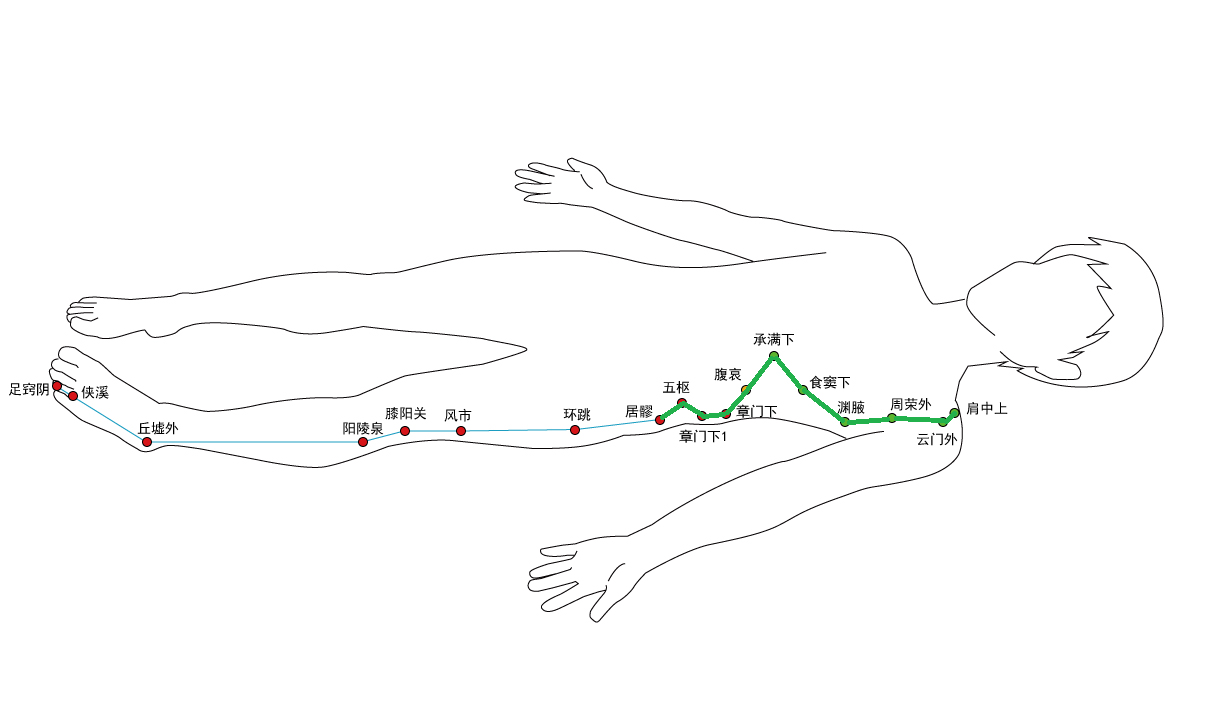 承满下
腹哀
食窦下
五枢
足窍阴
侠溪
居髎
章门下
渊腋
周荣外
肩中上
丘墟外
阳陵泉
膝阳关
风市
环跳
章门下1
云门外